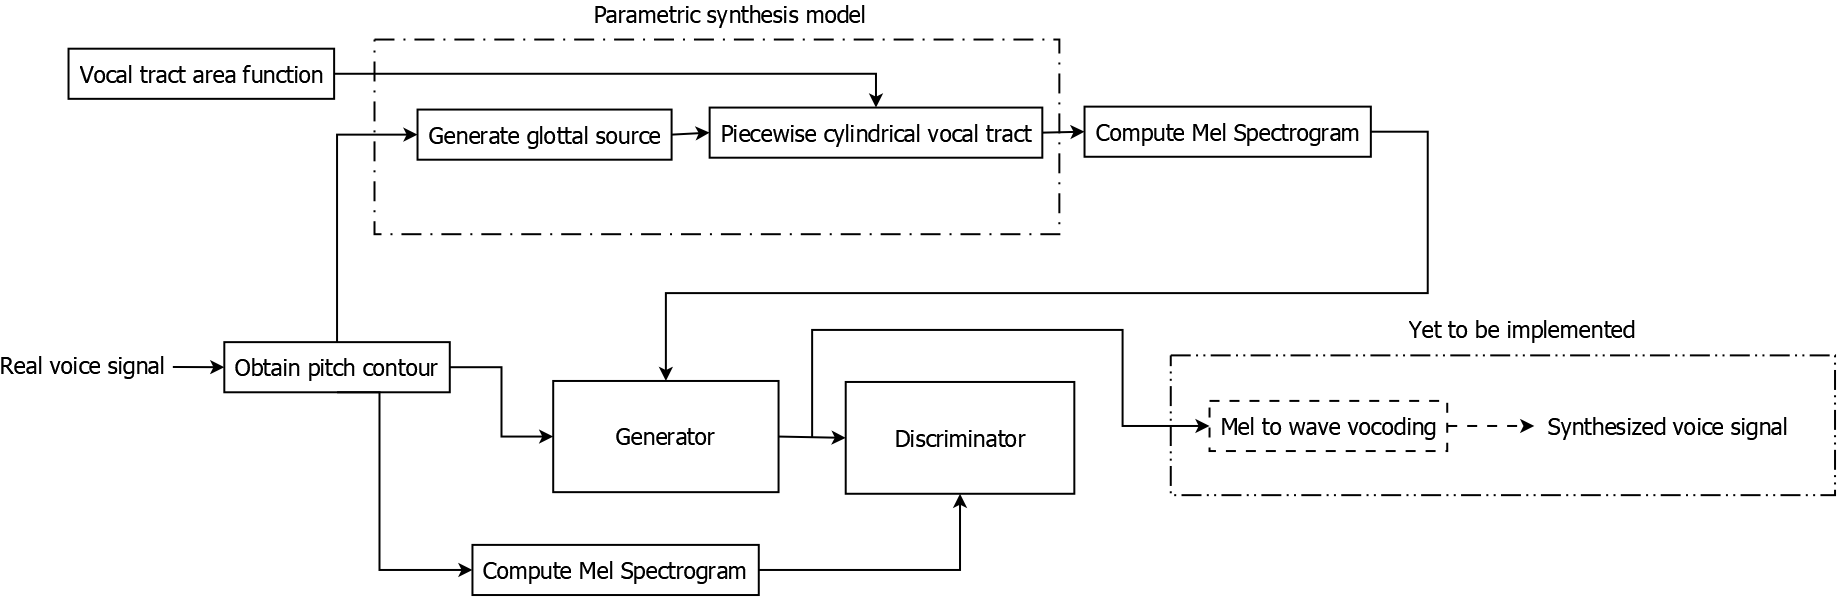 Parametric synthesis model
Vocal tract area function
Generate glottal source
Piecewise cylindrical vocal tract
Compute Mel Spectrogram
Yet to be implemented
Real voice signal
Obtain pitch contour
Generator
Discriminator
Mel to wave vocoding
Synthesized voice signal
Compute Mel Spectrogram